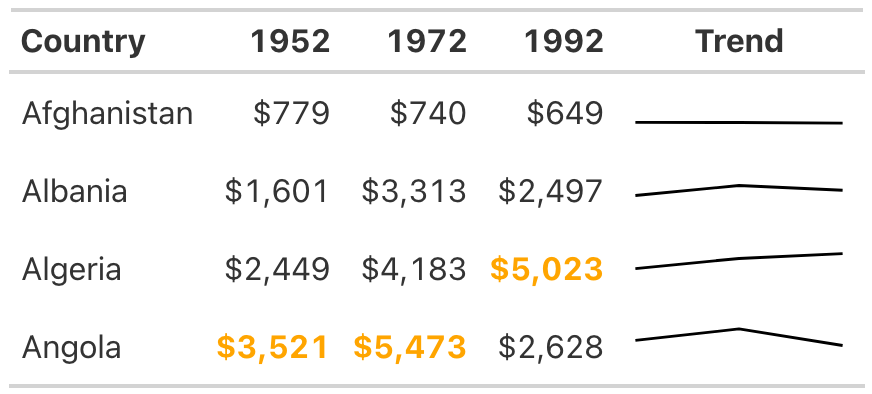 Country 1952 1972 1992 Trend
Afghanistan $779 $740 $649
Albania $1,601 $3,313 $2,497
Algeria $2,449 $4,183 $5,023
Angola $3,521 $5,473 $2,628